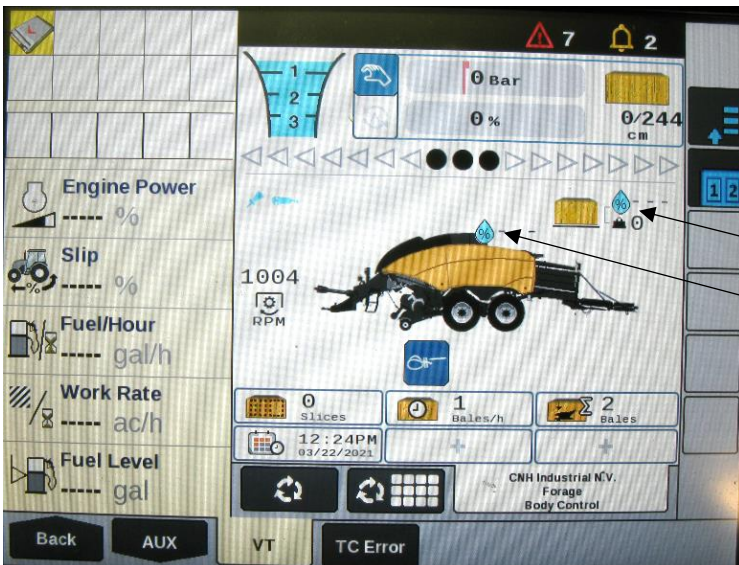 7
2
1
2
3
0 Bar
0 %
0/244
cm
1 2
Engine Power
----- %
Slip
----- %
Fuel/Hour
----- gal/h
Work Rate
----- ac/h
Fuel Level
----- gal
% ---
0
% ---
1004
RPM
0
Slices
1
Bales/h
Σ 2
Bales
12:24PM
03/22/2021
+
+
CNH Industrial N.V.
Forage
Body Control
Back
AUX
VT
TC Error